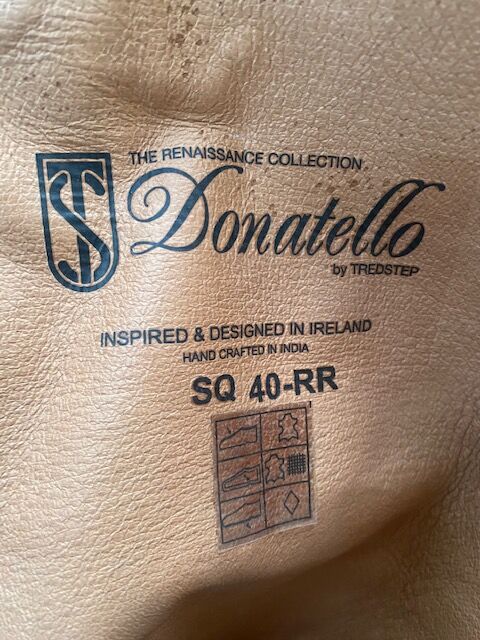 THE RENAISSANCE COLLECTION
TS Donatello
by TREDSTEP
INSPIRED & DESIGNED IN IRELAND
HAND CRAFTED IN INDIA
SQ 40-RR